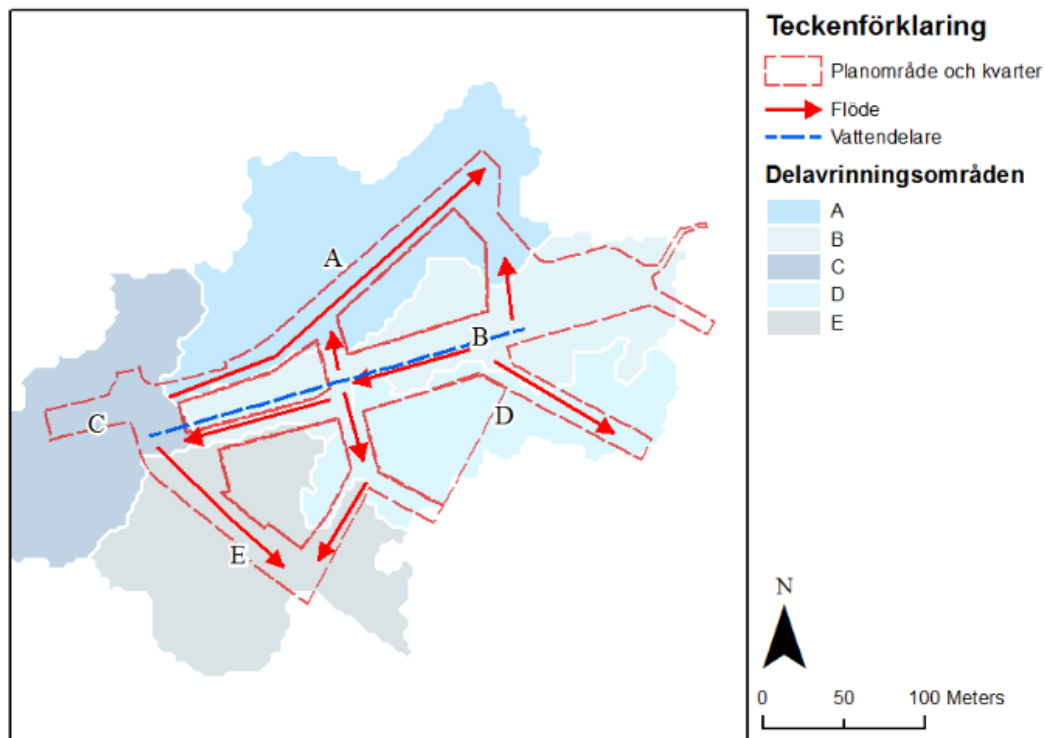 Teckenförklaring
Planområde och kvarter
Flöde
Vattendelare
Delavrinningsområden
A
B
C
D
E
A
B
C
D
E
N
0 50 100 Meters